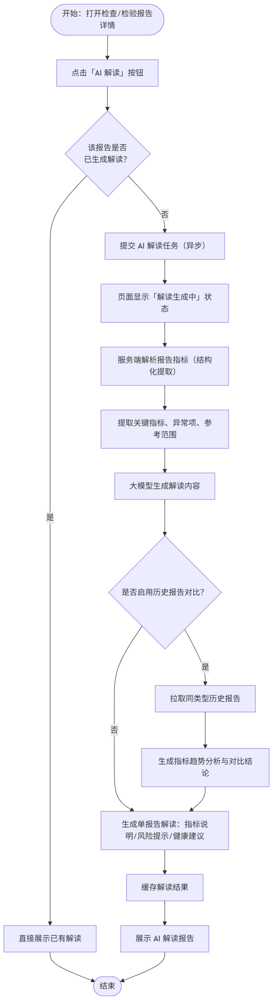 开始：打开检查/检验报告
详情
点击「AI 解读」按钮
该报告是否
已生成解读？
否
提交 AI 解读任务（异步）
页面显示「解读生成中」状
态
服务端解析报告指标（结构
化提取）
提取关键指标、异常项、参
考范围
大模型生成解读内容
是
是否启用历史报告对比？
是
拉取同类型历史报告
否
生成指标趋势分析与对比结
论
生成单报告解读：指标说
明/风险提示/健康建议
缓存解读结果
直接展示已有解读
展示 AI 解读报告
结束